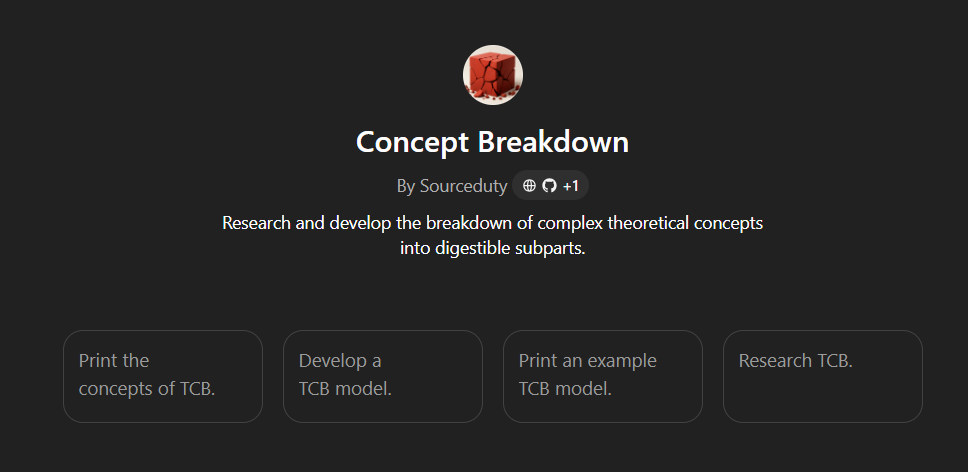 Concept Breakdown
By Sourceduty +1
Research and develop the breakdown of complex theoretical concepts
into digestible subparts.
Print the
concepts of TCB.
Develop a
TCB model.
Print an example
TCB model.
Research TCB.